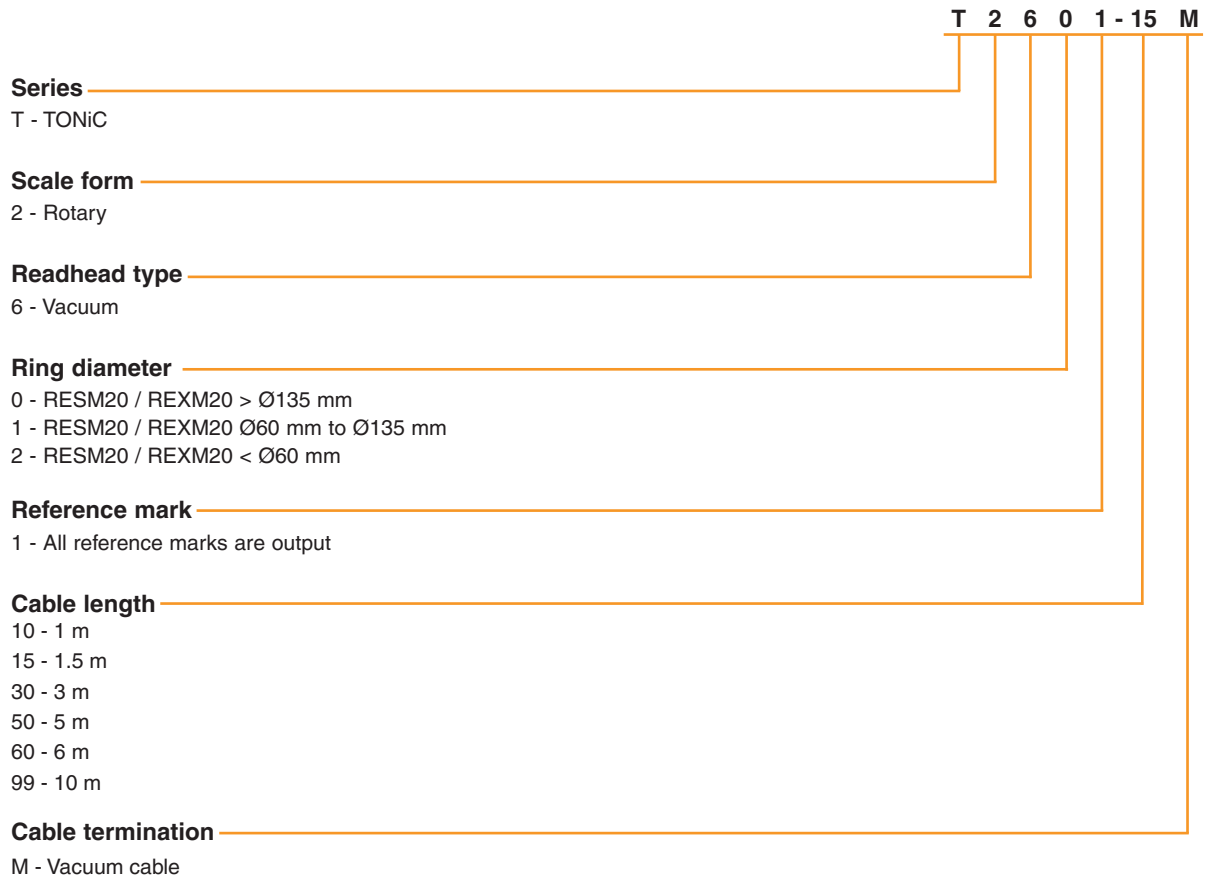 T 2 6 0 1 - 15 M
Series
T - TONiC
Scale form
2 - Rotary
Readhead type
6 - Vacuum
Ring diameter
0 - RESM20 / REXM20 > Ø135 mm
1 - RESM20 / REXM20 Ø60 mm to Ø135 mm
2 - RESM20 / REXM20 < Ø60 mm
Reference mark
1 - All reference marks are output
Cable length
10 - 1 m
15 - 1.5 m
30 - 3 m
50 - 5 m
60 - 6 m
99 - 10 m
Cable termination
M - Vacuum cable